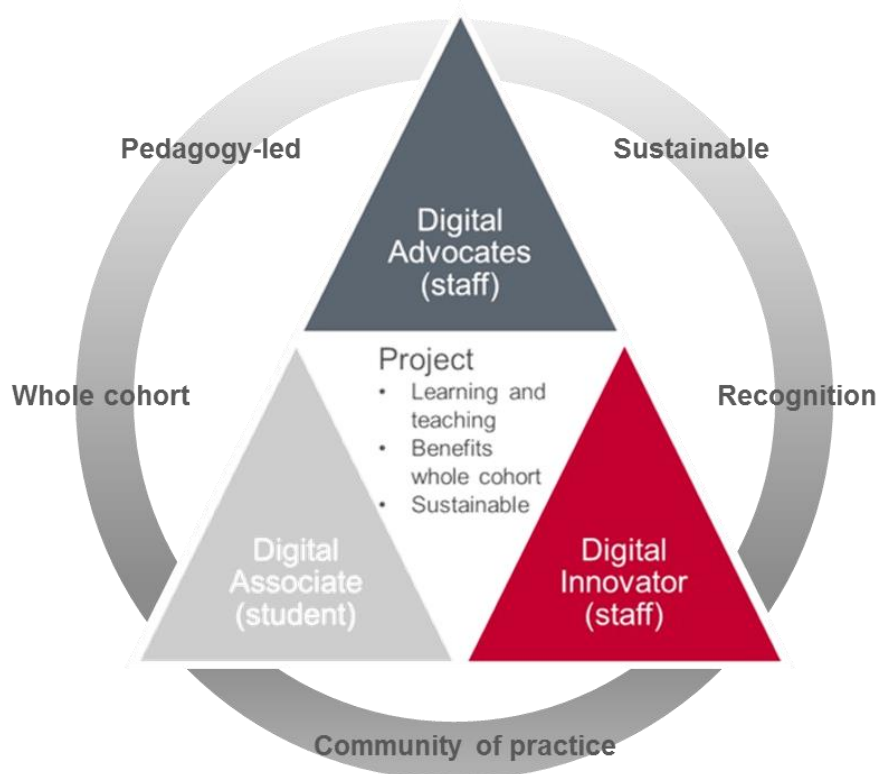 Pedagogy-led
Sustainable
Digital
Advocates
(staff)
Whole cohort
Recognition
Project
• Learning and
teaching
• Benefits
whole cohort
• Sustainable
Digital
Associate
(student)
Digital
Innovator
(staff)
Community of practice